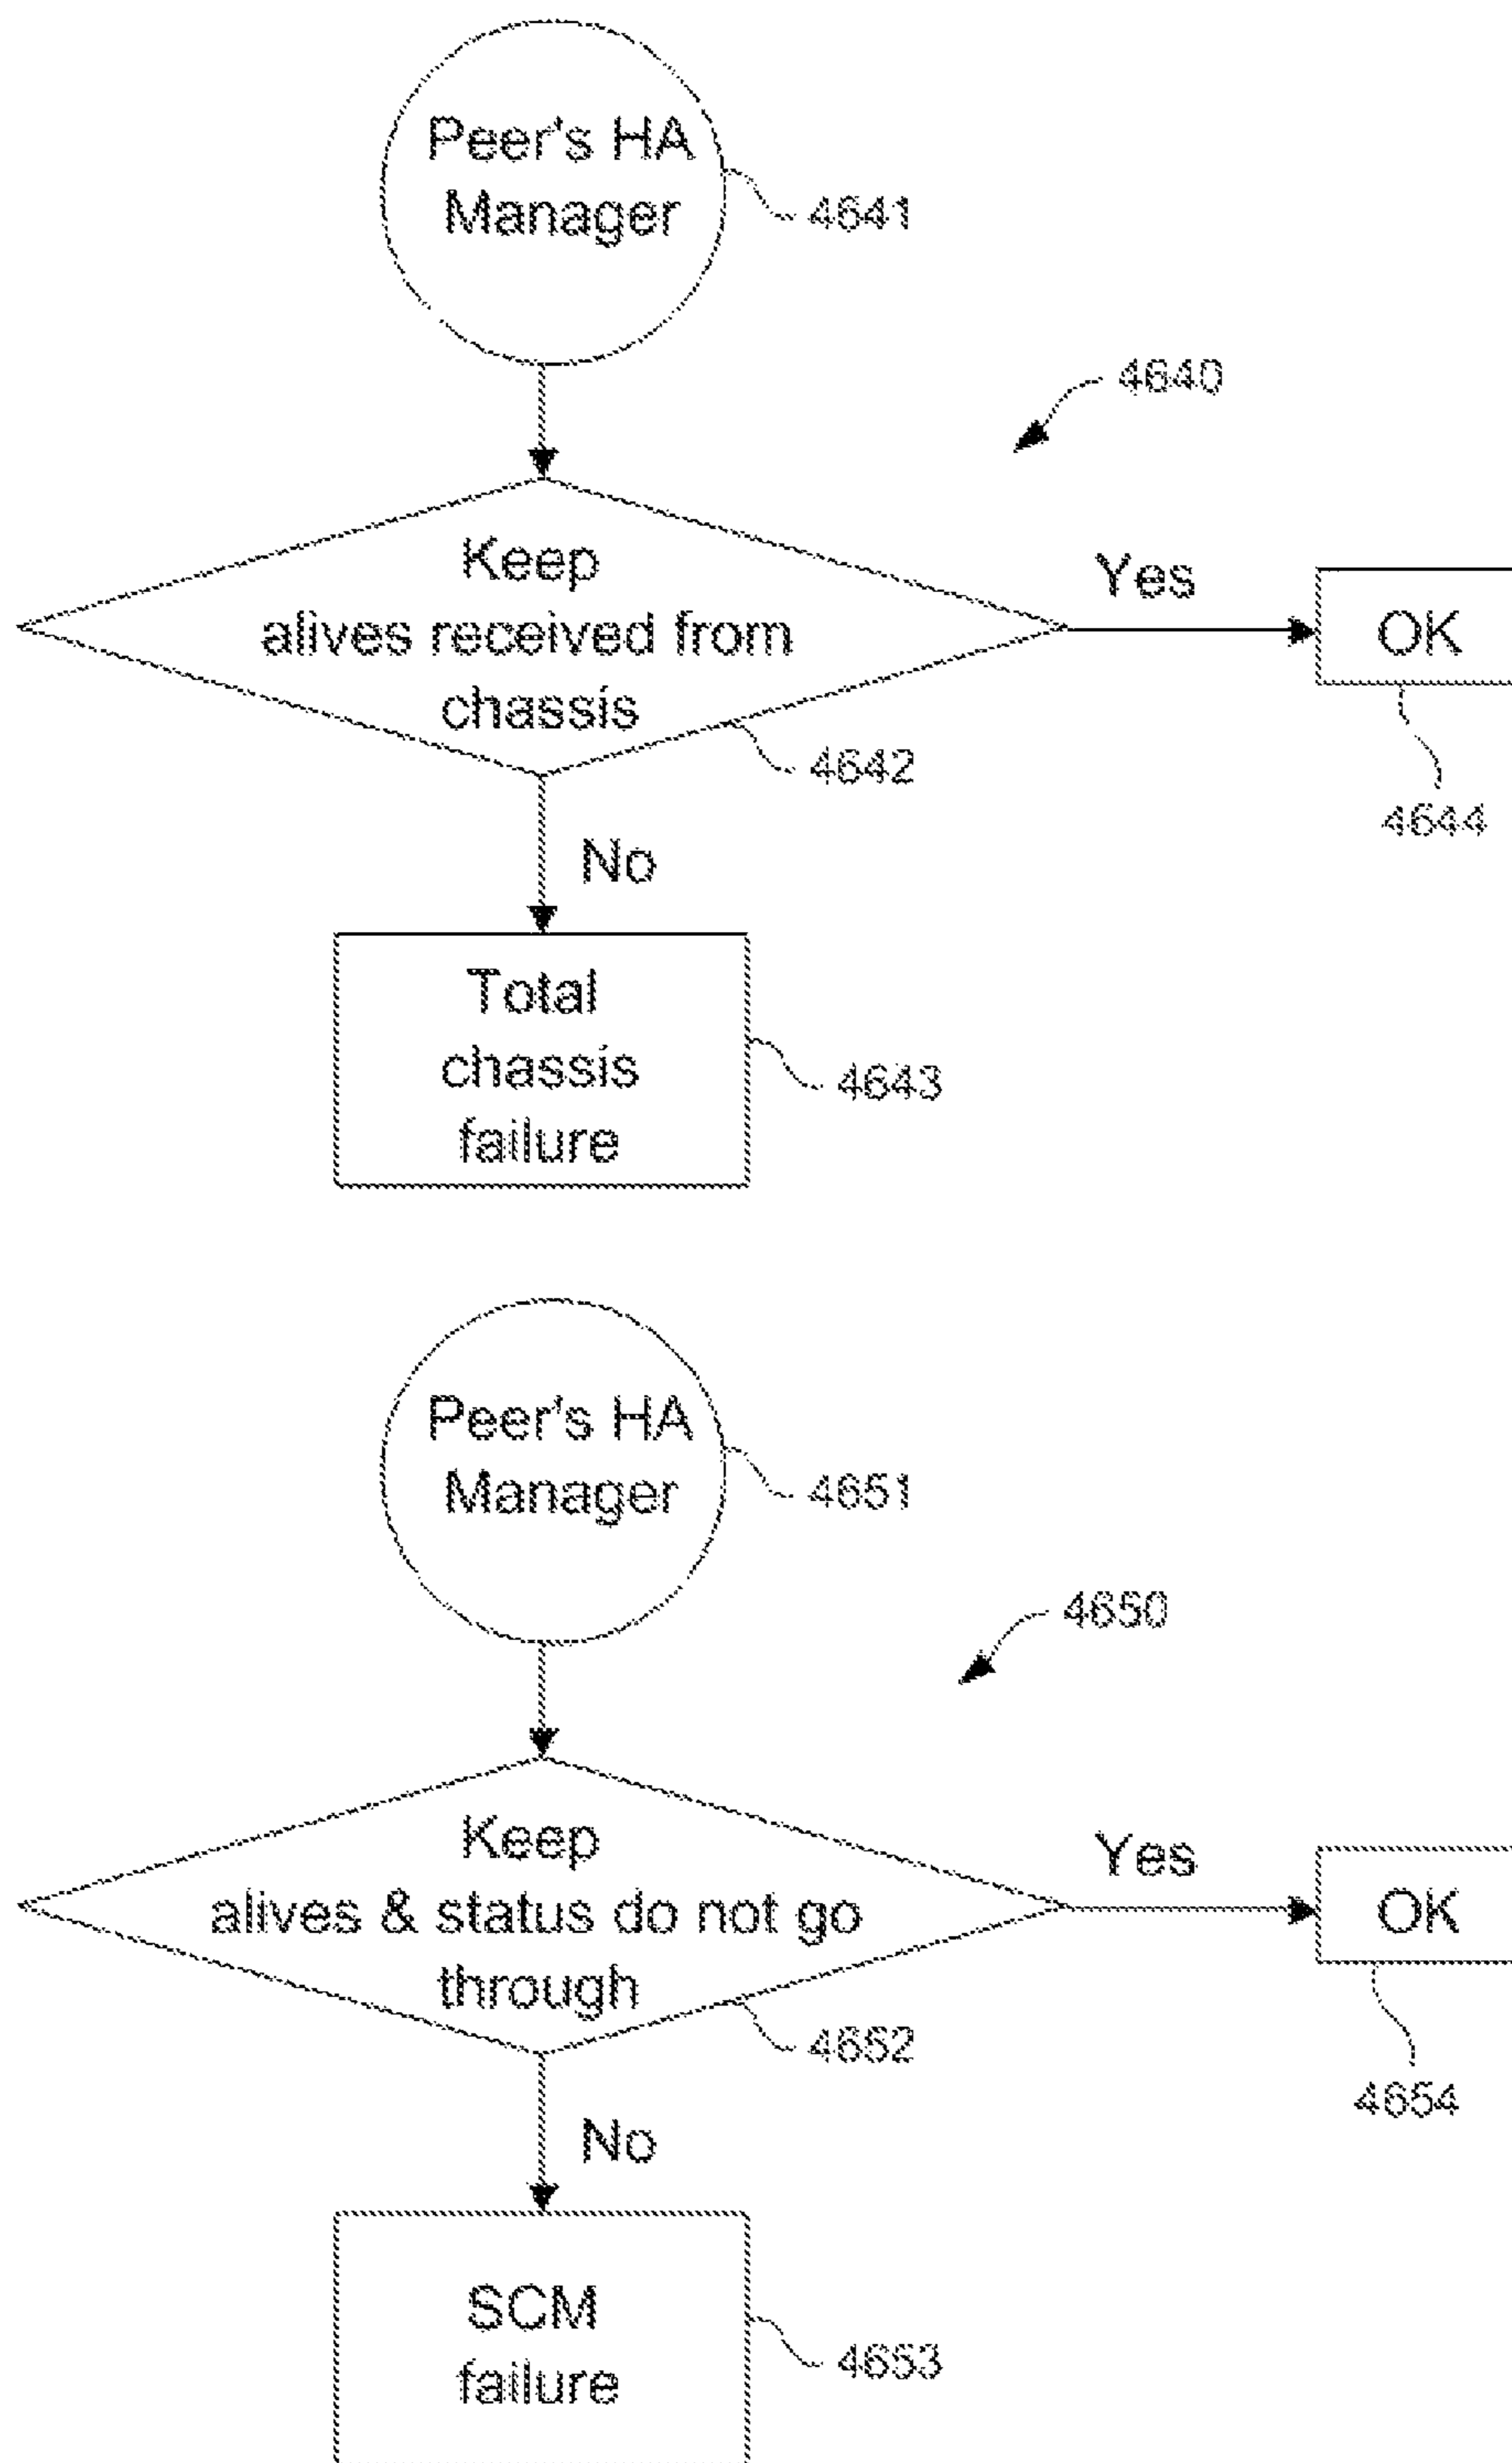 Peer's HA
Manager
4641
4640
Keep
alives received from
chassis
Yes
OK
4642
4644
No
Total
chassis
failure
4643
Peer's HA
Manager
4651
4650
Keep
alives & status do not go
through
Yes
OK
4652
4654
No
SCM
failure
4653